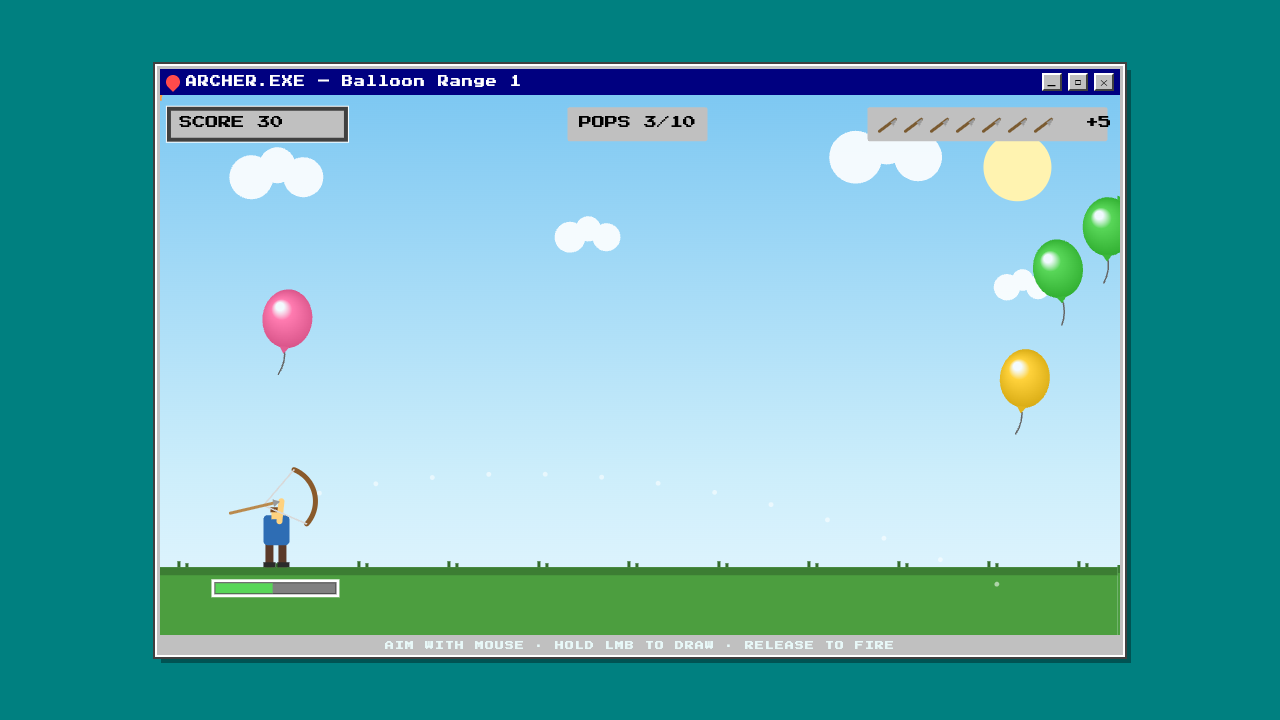 ARCHER.EXE — Balloon Range 1
SCORE 30
POPS 3/10
+5
AIM WITH MOUSE · HOLD LMB TO DRAW · RELEASE TO FIRE